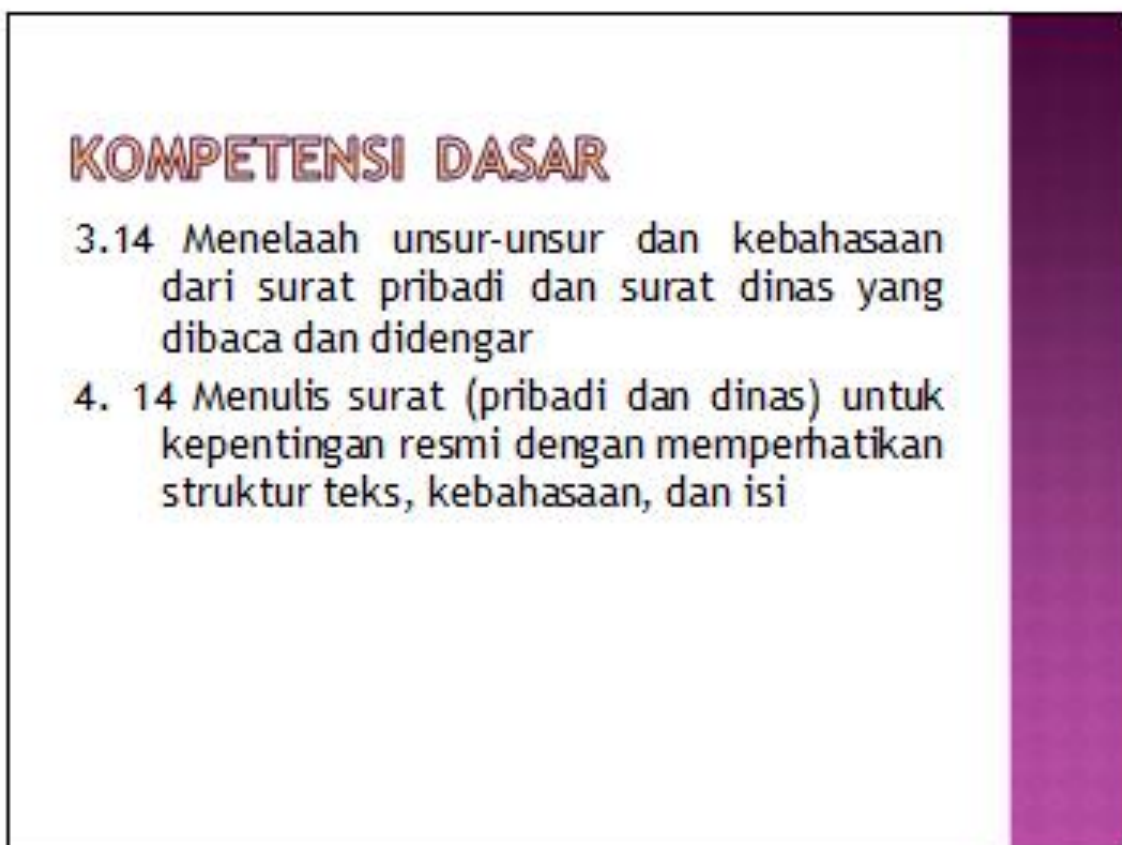 KOMPETENSI DASAR
3.14 Menelaah unsur-unsur dan kebahasaan
dari surat pribadi dan surat dinas yang
dibaca dan didengar
4. 14 Menulis surat (pribadi dan dinas) untuk
kepentingan resmi dengan memperhatikan
struktur teks, kebahasaan, dan isi